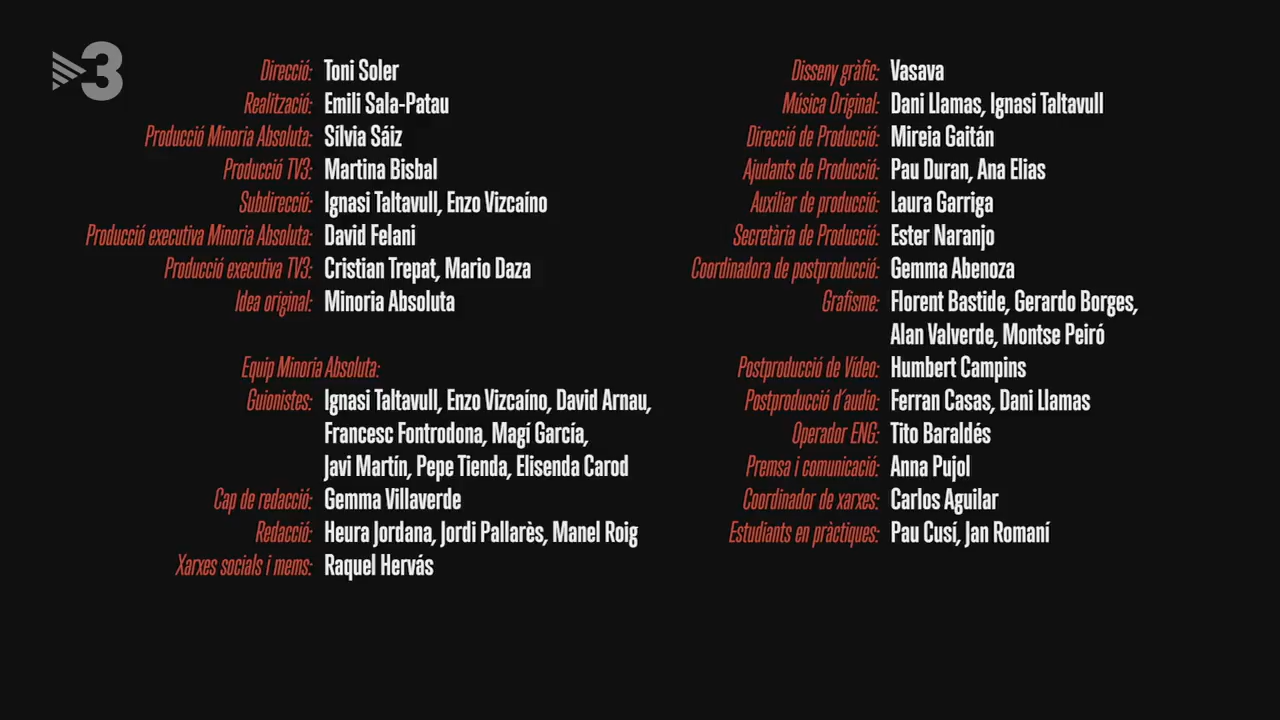 3
Direcció: Toni Soler
Realització: Emili Sala-Patau
Producció Minoria Absoluta: Sílvia Sáiz
Producció TV3: Martina Bisbal
Subdirecció: Ignasi Taltavull, Enzo Vizcaíno
Producció executiva Minoria Absoluta: David Felani
Producció executiva TV3: Cristian Trepat, Mario Daza
Idea original: Minoria Absoluta
Equip Minoria Absoluta:
Guionistes: Ignasi Taltavull, Enzo Vizcaíno, David Arnau,
Francesc Fontrodona, Magí García,
Javi Martín, Pepe Tienda, Elisenda Carod
Cap de redacció: Gemma Villaverde
Redacció: Heura Jordana, Jordi Pallarès, Manel Roig
Xarxes socials i mems: Raquel Hervás
Disseny gràfic: Vasava
Música Original: Dani Llamas, Ignasi Taltavull
Direcció de Producció: Mireia Gaitán
Ajudants de Producció: Pau Duran, Ana Elias
Auxiliar de producció: Laura Garriga
Secretària de Producció: Ester Naranjo
Coordinadora de postproducció: Gemma Abenoza
Grafisme: Florent Bastide, Gerardo Borges,
Alan Valverde, Montse Peiró
Postproducció de Vídeo: Humbert Campins
Postproducció d´audio: Ferran Casas, Dani Llamas
Operador ENG: Tito Baraldés
Premsa i comunicació: Anna Pujol
Coordinador de xarxes: Carlos Aguilar
Estudiants en pràctiques: Pau Cusí, Jan Romaní